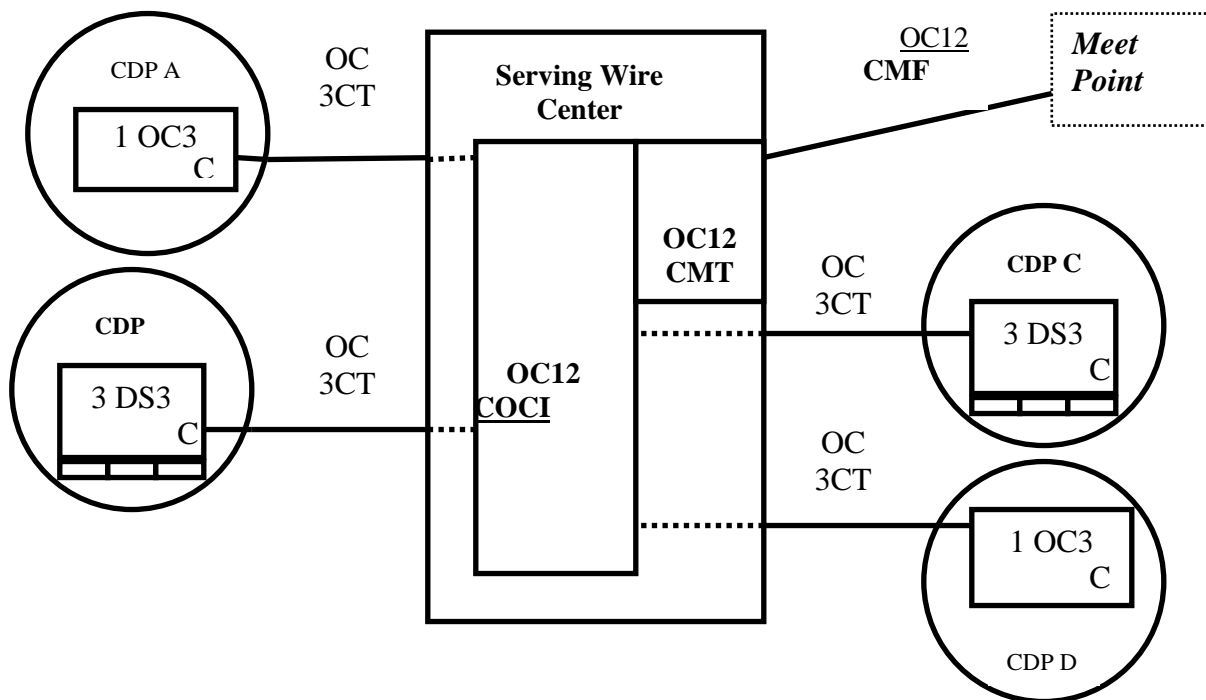 CDP A
1 OC3
C
OC
3CT
CDP
3 DS3
C
OC
3CT
Serving Wire
Center
OC12
COCI
OC12
CMT
OC12
CMF
Meet
Point
OC
3CT
CDP C
3 DS3
C
OC
3CT
1 OC3
C
CDP D